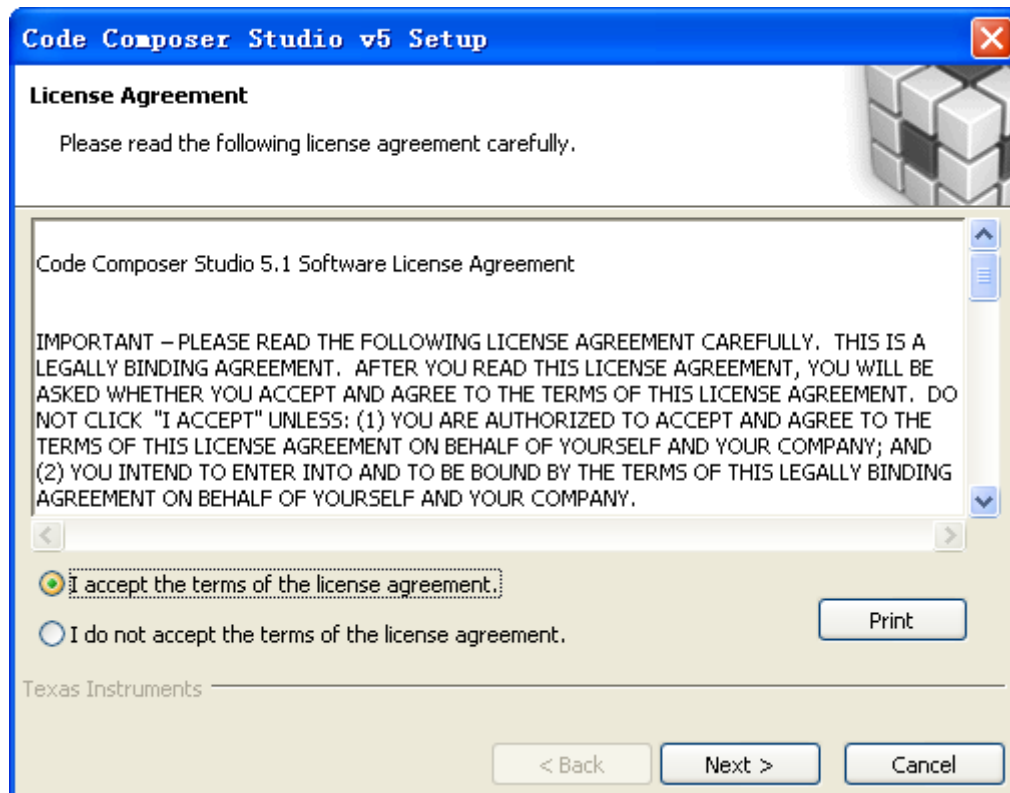 Code Composer Studio v5 Setup
License Agreement
Please read the following license agreement carefully.
Code Composer Studio 5.1 Software License Agreement
IMPORTANT – PLEASE READ THE FOLLOWING LICENSE AGREEMENT CAREFULLY.  THIS IS A
LEGALLY BINDING AGREEMENT.  AFTER YOU READ THIS LICENSE AGREEMENT, YOU WILL BE
ASKED WHETHER YOU ACCEPT AND AGREE TO THE TERMS OF THIS LICENSE AGREEMENT.  DO
NOT CLICK  "I ACCEPT" UNLESS: (1) YOU ARE AUTHORIZED TO ACCEPT AND AGREE TO THE
TERMS OF THIS LICENSE AGREEMENT ON BEHALF OF YOURSELF AND YOUR COMPANY; AND
(2) YOU INTEND TO ENTER INTO AND TO BE BOUND BY THE TERMS OF THIS LEGALLY BINDING
AGREEMENT ON BEHALF OF YOURSELF AND YOUR COMPANY.
I accept the terms of the license agreement.
I do not accept the terms of the license agreement.
Print
Texas Instruments
< Back
Next >
Cancel